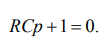 RCp + 1 = 0.